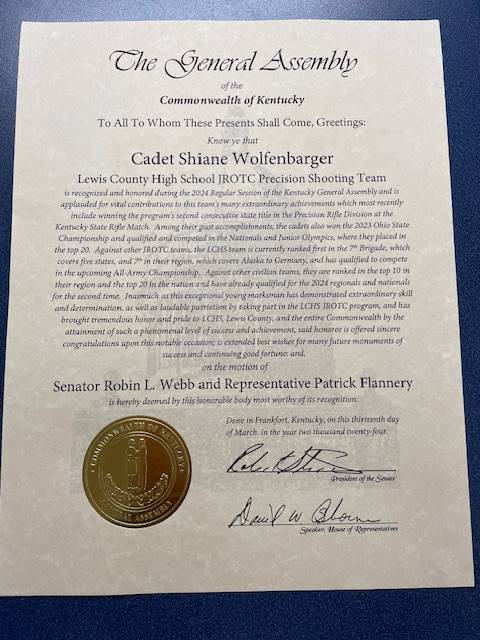 The General Assembly
of the
Commonwealth of Kentucky
To All To Whom These Presents Shall Come, Greetings:
Know ye that
Cadet Shiane Wolfenbarger
Lewis County High School JROTC Precision Shooting Team
is recognized and honored during the 2024 Regular Session of the Kentucky General Assembly and is
applauded for vital contributions to this team's many extraordinary achievements which most recently
include winning the program's second consecutive state title in the Precision Rifle Division at the
Kentucky State Rifle Match. Among their past accomplishments, the cadets also won the 2023 Ohio State
Championship and qualified and competed in the Nationals and Junior Olympics, where they placed in
the top 20. Against other JROTC teams, the LCHS team is currently ranked first in the 7th Brigade, which
covers five states, and 7th in their region, which covers Alaska to Germany, and has qualified to compete
in the upcoming All-Army Championship. Against other civilian teams, they are ranked in the top 10 in
their region and the top 20 in the nation and have already qualified for the 2024 regionals and nationals
for the second time. Inasmuch as this exceptional young marksman has demonstrated extraordinary skill
and determination, as well as laudable patriotism by taking part in the LCHS JROTC program, and has
brought tremendous honor and pride to LCHS, Lewis County, and the entire Commonwealth by the
attainment of such a phenomenal level of success and achievement, said honoree is offered sincere
congratulations upon this notable occasion; is extended best wishes for many future monuments of
success and continuing good fortune; and,
on the motion of
Senator Robin L. Webb and Representative Patrick Flannery
is hereby deemed by this honorable body most worthy of its recognition.
Done in Frankfort, Kentucky, on this thirteenth day
of March, in the year two thousand twenty-four.
President of the Senate
David W Osborne
Speaker, House of Representatives
COMMONWEALTH OF KENTUCKY
GENERAL ASSEMBLY